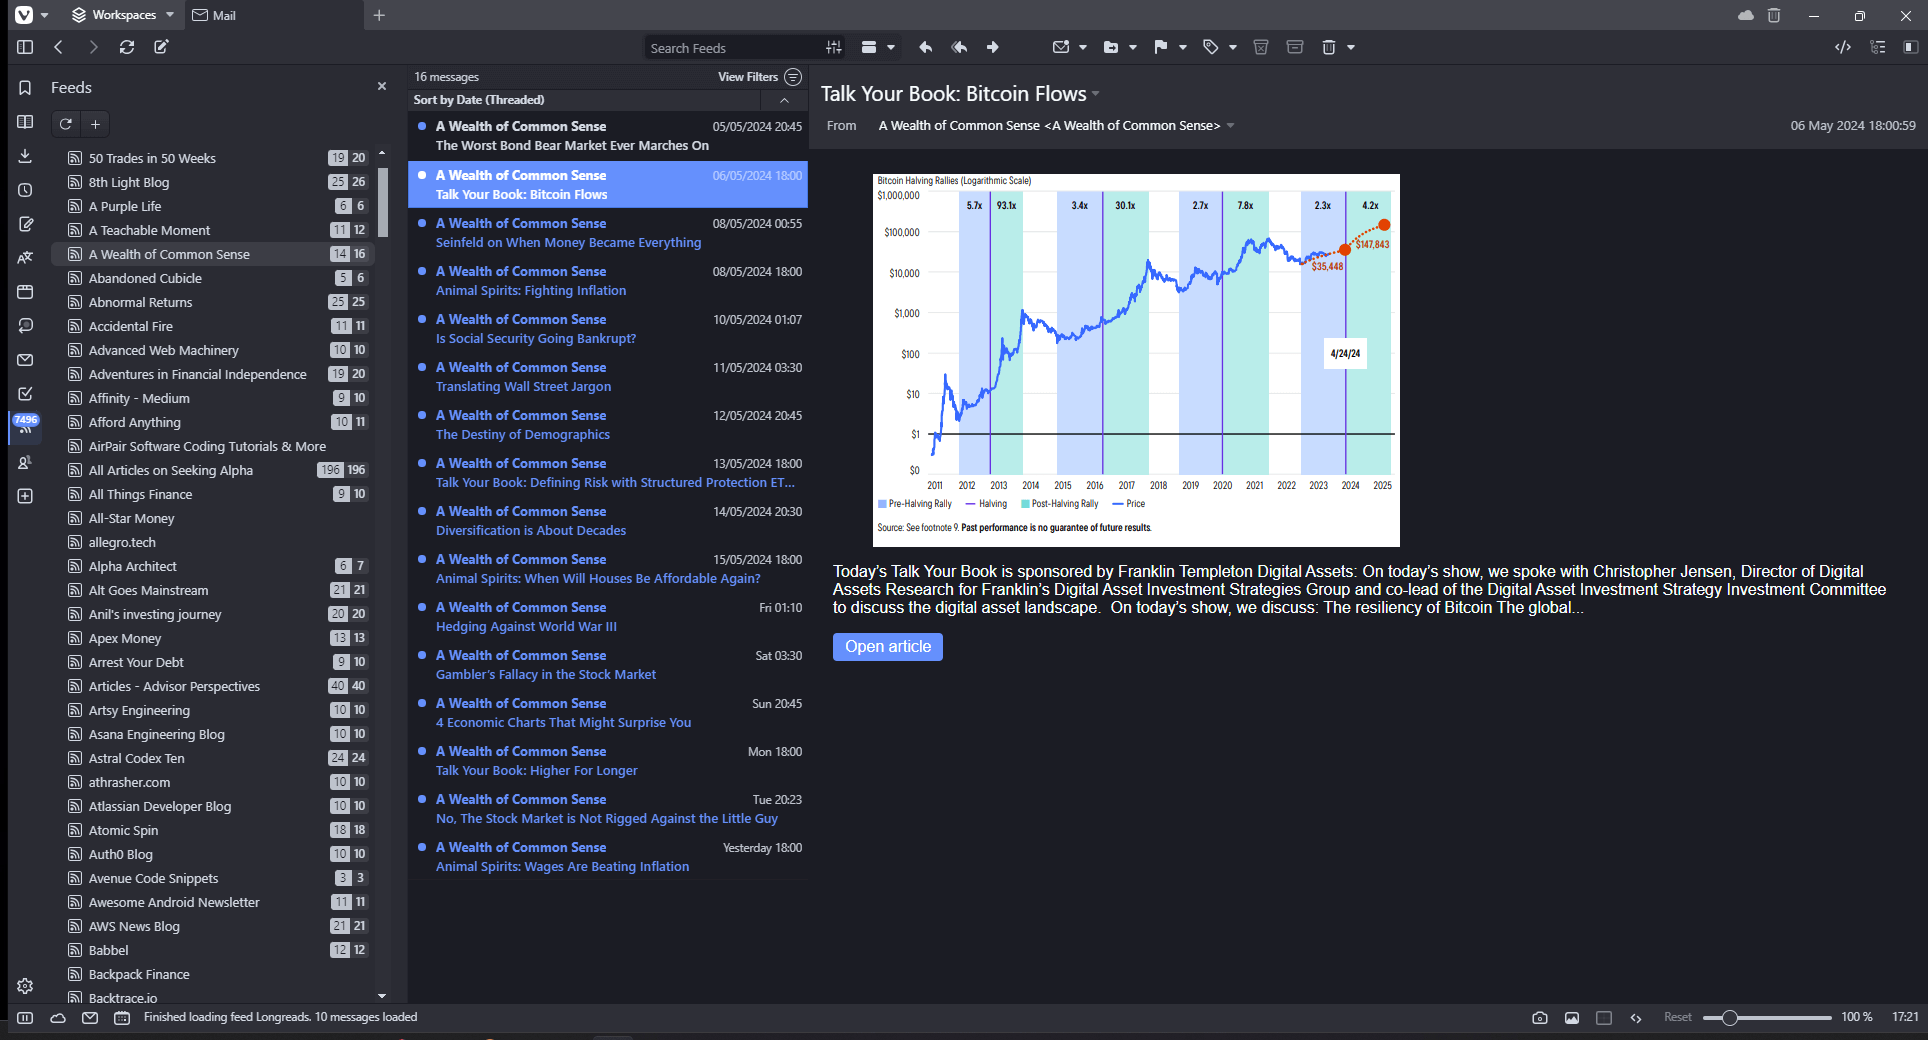 Workspaces
Mail
Search Feeds
Feeds
50 Trades in 50 Weeks 19 20
8th Light Blog 25 26
A Purple Life 6 6
A Teachable Moment 11 12
A Wealth of Common Sense 14 16
Abandoned Cubicle 5 6
Abnormal Returns 25 25
Accidental Fire 11 11
Advanced Web Machinery 10 10
Adventures in Financial Independence 19 20
Affinity - Medium 9 10
Afford Anything 10 11
AirPair Software Coding Tutorials & More
All Articles on Seeking Alpha 196 196
All Things Finance 9 10
All-Star Money
allegro.tech
Alpha Architect 6 7
Alt Goes Mainstream 21 21
Anil's investing journey 20 20
Apex Money 13 13
Arrest Your Debt 9 10
Articles - Advisor Perspectives 40 40
Artsy Engineering 10 10
Asana Engineering Blog 10 10
Astral Codex Ten 24 24
athrasher.com 10 10
Atlassian Developer Blog 10 10
Atomic Spin 18 18
Auth0 Blog 10 10
Avenue Code Snippets 3 3
Awesome Android Newsletter 11 11
AWS News Blog 21 21
Babbel 12 12
Backpack Finance
Backtrace.io
7496
16 messages View Filters
Sort by Date (Threaded)
A Wealth of Common Sense 05/05/2024 20:45
The Worst Bond Bear Market Ever Marches On
A Wealth of Common Sense 06/05/2024 18:00
Talk Your Book: Bitcoin Flows
A Wealth of Common Sense 08/05/2024 00:55
Seinfeld on When Money Became Everything
A Wealth of Common Sense 08/05/2024 18:00
Animal Spirits: Fighting Inflation
A Wealth of Common Sense 10/05/2024 01:07
Is Social Security Going Bankrupt?
A Wealth of Common Sense 11/05/2024 03:30
Translating Wall Street Jargon
A Wealth of Common Sense 12/05/2024 20:45
The Destiny of Demographics
A Wealth of Common Sense 13/05/2024 18:00
Talk Your Book: Defining Risk with Structured Protection ET...
A Wealth of Common Sense 14/05/2024 20:30
Diversification is About Decades
A Wealth of Common Sense 15/05/2024 18:00
Animal Spirits: When Will Houses Be Affordable Again?
A Wealth of Common Sense Fri 01:10
Hedging Against World War III
A Wealth of Common Sense Sat 03:30
Gambler's Fallacy in the Stock Market
A Wealth of Common Sense Sun 20:45
4 Economic Charts That Might Surprise You
A Wealth of Common Sense Mon 18:00
Talk Your Book: Higher For Longer
A Wealth of Common Sense Tue 20:23
No, The Stock Market is Not Rigged Against the Little Guy
A Wealth of Common Sense Yesterday 18:00
Animal Spirits: Wages Are Beating Inflation
Talk Your Book: Bitcoin Flows
From A Wealth of Common Sense <A Wealth of Common Sense> 06 May 2024 18:00:59
Bitcoin Halving Rallies (Logarithmic Scale)
$1,000,000
5.7x 93.1x 3.4x 30.1x 2.7x 7.8x 2.3x 4.2x
$100,000
$147,843
$35,448
$10,000
$1,000
$100
4/24/24
$10
$1
$0
2011 2012 2013 2014 2015 2016 2017 2018 2019 2020 2021 2022 2023 2024 2025
Pre-Halving Rally Halving Post-Halving Rally Price
Source: See footnote 9. Past performance is no guarantee of future results.
Today's Talk Your Book is sponsored by Franklin Templeton Digital Assets: On today's show, we spoke with Christopher Jensen, Director of Digital
Assets Research for Franklin's Digital Asset Investment Strategies Group and co-lead of the Digital Asset Investment Strategy Investment Committee
to discuss the digital asset landscape. On today's show, we discuss: The resiliency of Bitcoin The global...
Open article
Finished loading feed Longreads. 10 messages loaded
Reset 100 % 17:21